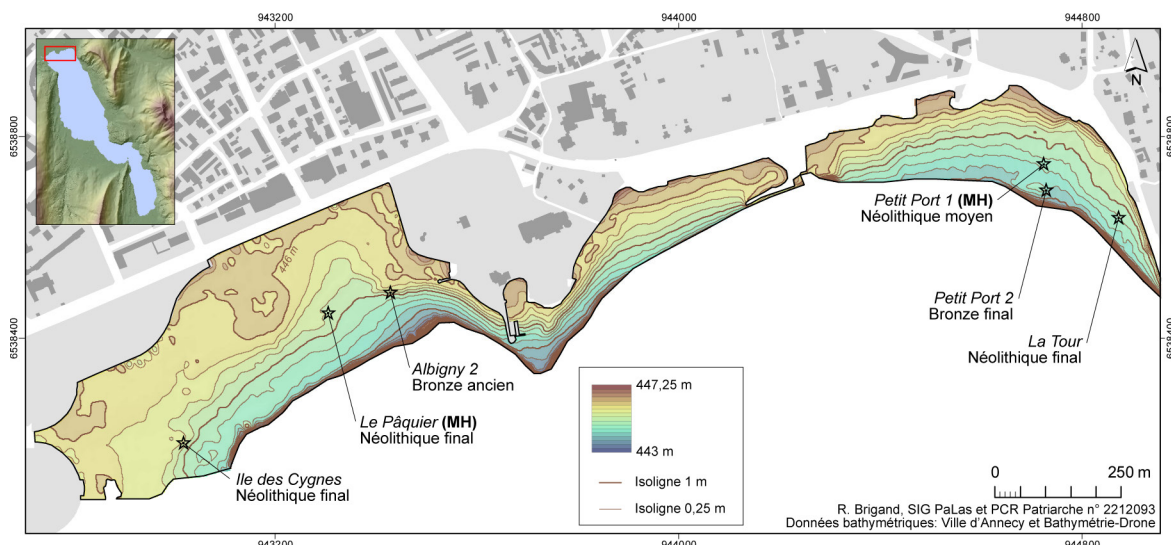 943200
944000
944800
N
6538800
6538800
446 m
Petit Port 1 (MH)
Néolithique moyen
Petit Port 2
Bronze final
La Tour
Néolithique final
6538400
6538400
Albigny 2
Bronze ancien
Le Pâquier (MH)
Néolithique final
Ile des Cygnes
Néolithique final
447,25 m
443 m
Isoligne 1 m
Isoligne 0,25 m
0 250 m
R. Brigand, SIG PaLas et PCR Patriarche n° 2212093
Données bathymétriques: Ville d'Annecy et Bathymétrie-Drone
943200
944000
944800